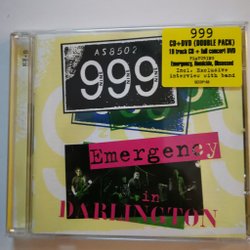 AS8502
999
999
CD+DVD (DOUBLE PACK)
19 track CD + full concert DVD
FEATURING
Emergency, Homicide, Obsessed
Incl. Exclusive
interview with band
Emergency
in
DARLINGTON